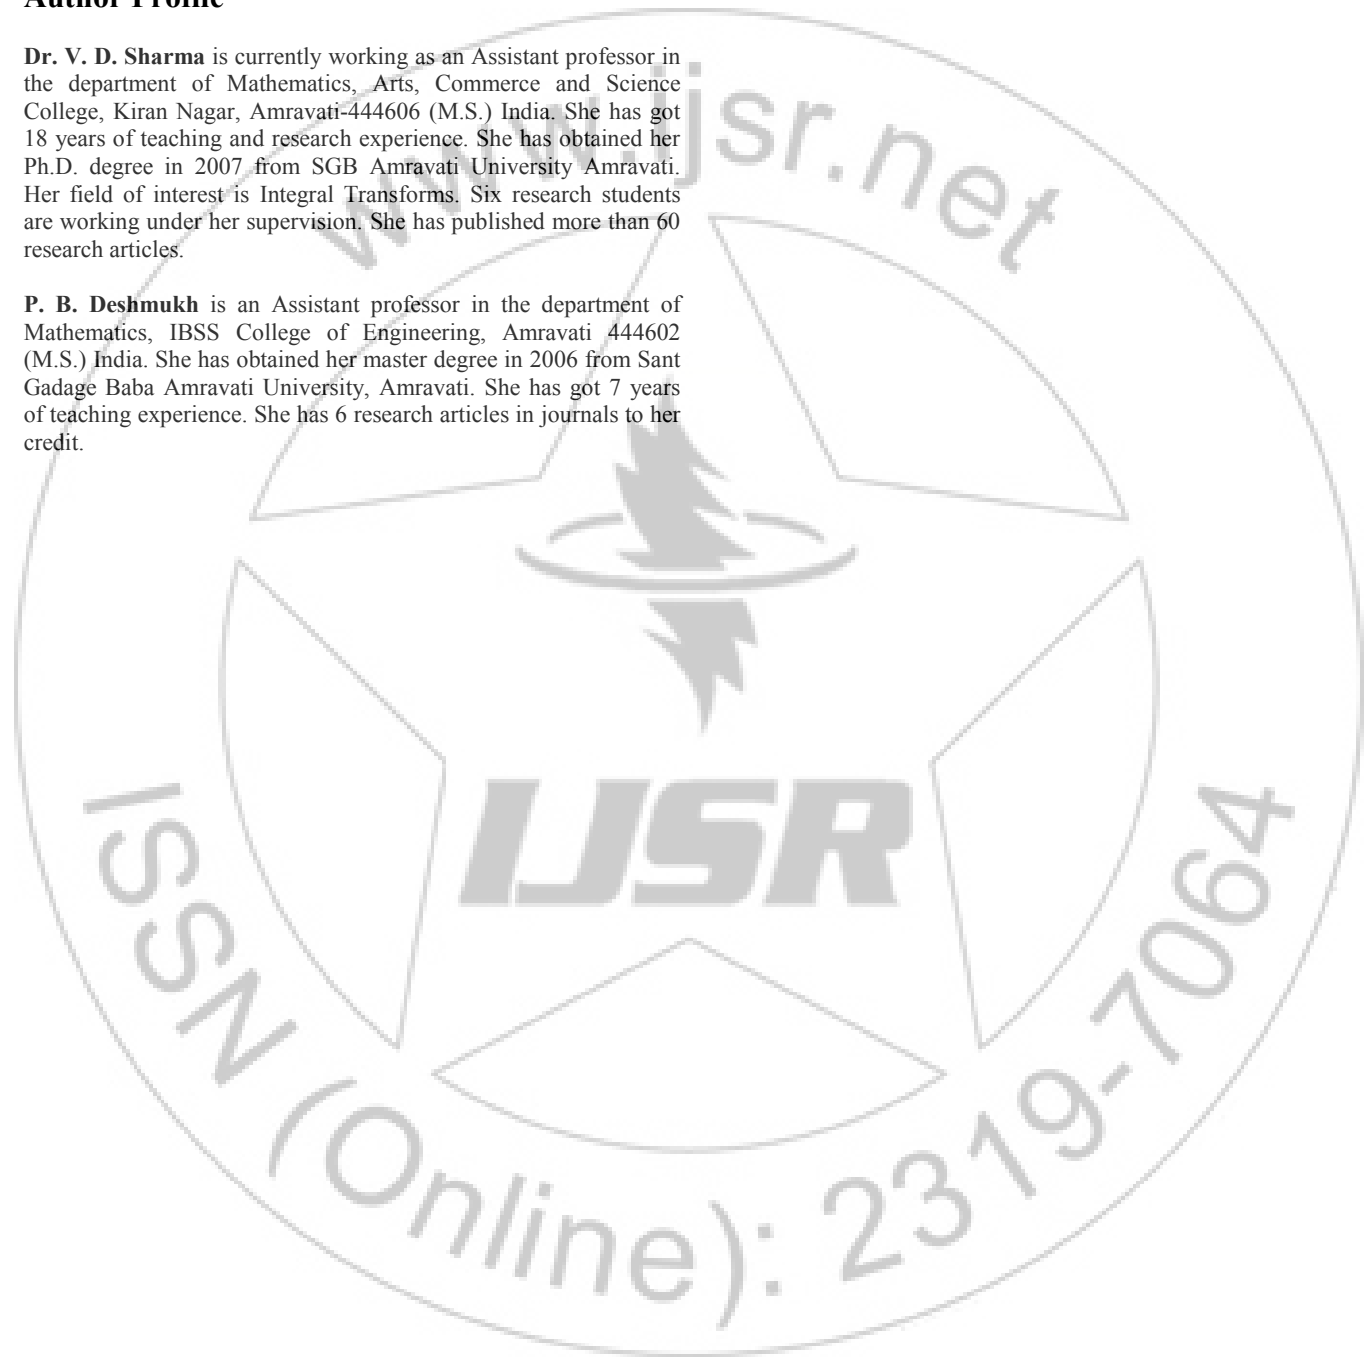 Author Profile
Dr. V. D. Sharma is currently working as an Assistant professor in
the department of Mathematics, Arts, Commerce and Science
College, Kiran Nagar, Amravati-444606 (M.S.) India. She has got
18 years of teaching and research experience. She has obtained her
Ph.D. degree in 2007 from SGB Amravati University Amravati.
Her field of interest is Integral Transforms. Six research students
are working under her supervision. She has published more than 60
research articles.
P. B. Deshmukh is an Assistant professor in the department of
Mathematics, IBSS College of Engineering, Amravati 444602
(M.S.) India. She has obtained her master degree in 2006 from Sant
Gadage Baba Amravati University, Amravati. She has got 7 years
of teaching experience. She has 6 research articles in journals to her
credit.
www.ijsr.net
IJSR
ISSN (Online): 2319-7064